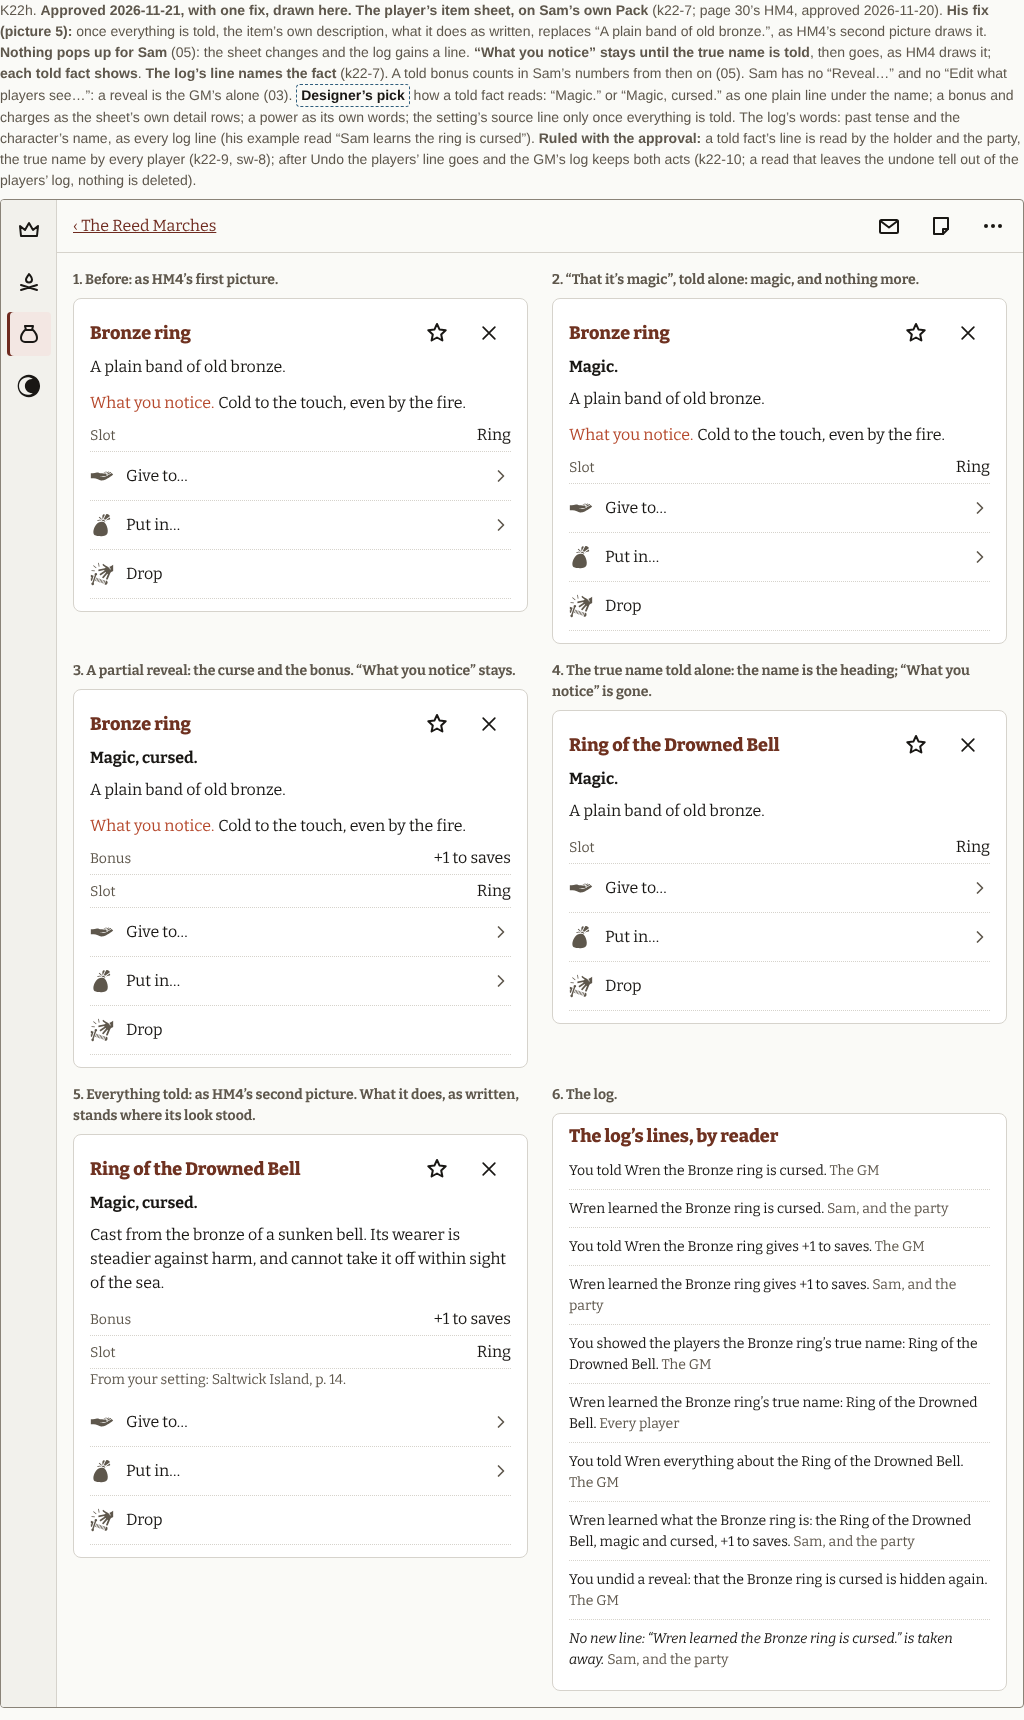 K22h. Approved 2026-11-21, with one fix, drawn here. The player's item sheet, on Sam's own Pack (k22-7; page 30's HM4, approved 2026-11-20). His fix
(picture 5): once everything is told, the item's own description, what it does as written, replaces “A plain band of old bronze.”, as HM4's second picture draws it.
Nothing pops up for Sam (05): the sheet changes and the log gains a line. “What you notice” stays until the true name is told, then goes, as HM4 draws it;
each told fact shows. The log's line names the fact (k22-7). A told bonus counts in Sam's numbers from then on (05). Sam has no “Reveal…” and no “Edit what
players see…”: a reveal is the GM's alone (03). Designer's pick how a told fact reads: “Magic.” or “Magic, cursed.” as one plain line under the name; a bonus and
charges as the sheet's own detail rows; a power as its own words; the setting's source line only once everything is told. The log's words: past tense and the
character's name, as every log line (his example read “Sam learns the ring is cursed”). Ruled with the approval: a told fact's line is read by the holder and the party,
the true name by every player (k22-9, sw-8); after Undo the players' line goes and the GM's log keeps both acts (k22-10; a read that leaves the undone tell out of the
players' log, nothing is deleted).
‹ The Reed Marches
1. Before: as HM4's first picture.
Bronze ring
A plain band of old bronze.
What you notice. Cold to the touch, even by the fire.
Slot Ring
Give to…
Put in…
Drop
2. “That it's magic”, told alone: magic, and nothing more.
Bronze ring
Magic.
A plain band of old bronze.
What you notice. Cold to the touch, even by the fire.
Slot Ring
Give to…
Put in…
Drop
3. A partial reveal: the curse and the bonus. “What you notice” stays.
Bronze ring
Magic, cursed.
A plain band of old bronze.
What you notice. Cold to the touch, even by the fire.
Bonus +1 to saves
Slot Ring
Give to…
Put in…
Drop
4. The true name told alone: the name is the heading; “What you
notice” is gone.
Ring of the Drowned Bell
Magic.
A plain band of old bronze.
Slot Ring
Give to…
Put in…
Drop
5. Everything told: as HM4's second picture. What it does, as written,
stands where its look stood.
Ring of the Drowned Bell
Magic, cursed.
Cast from the bronze of a sunken bell. Its wearer is
steadier against harm, and cannot take it off within sight
of the sea.
Bonus +1 to saves
Slot Ring
From your setting: Saltwick Island, p. 14.
Give to…
Put in…
Drop
6. The log.
The log's lines, by reader
You told Wren the Bronze ring is cursed. The GM
Wren learned the Bronze ring is cursed. Sam, and the party
You told Wren the Bronze ring gives +1 to saves. The GM
Wren learned the Bronze ring gives +1 to saves. Sam, and the
party
You showed the players the Bronze ring's true name: Ring of the
Drowned Bell. The GM
Wren learned the Bronze ring's true name: Ring of the Drowned
Bell. Every player
You told Wren everything about the Ring of the Drowned Bell.
The GM
Wren learned what the Bronze ring is: the Ring of the Drowned
Bell, magic and cursed, +1 to saves. Sam, and the party
You undid a reveal: that the Bronze ring is cursed is hidden again.
The GM
No new line: “Wren learned the Bronze ring is cursed.” is taken
away. Sam, and the party